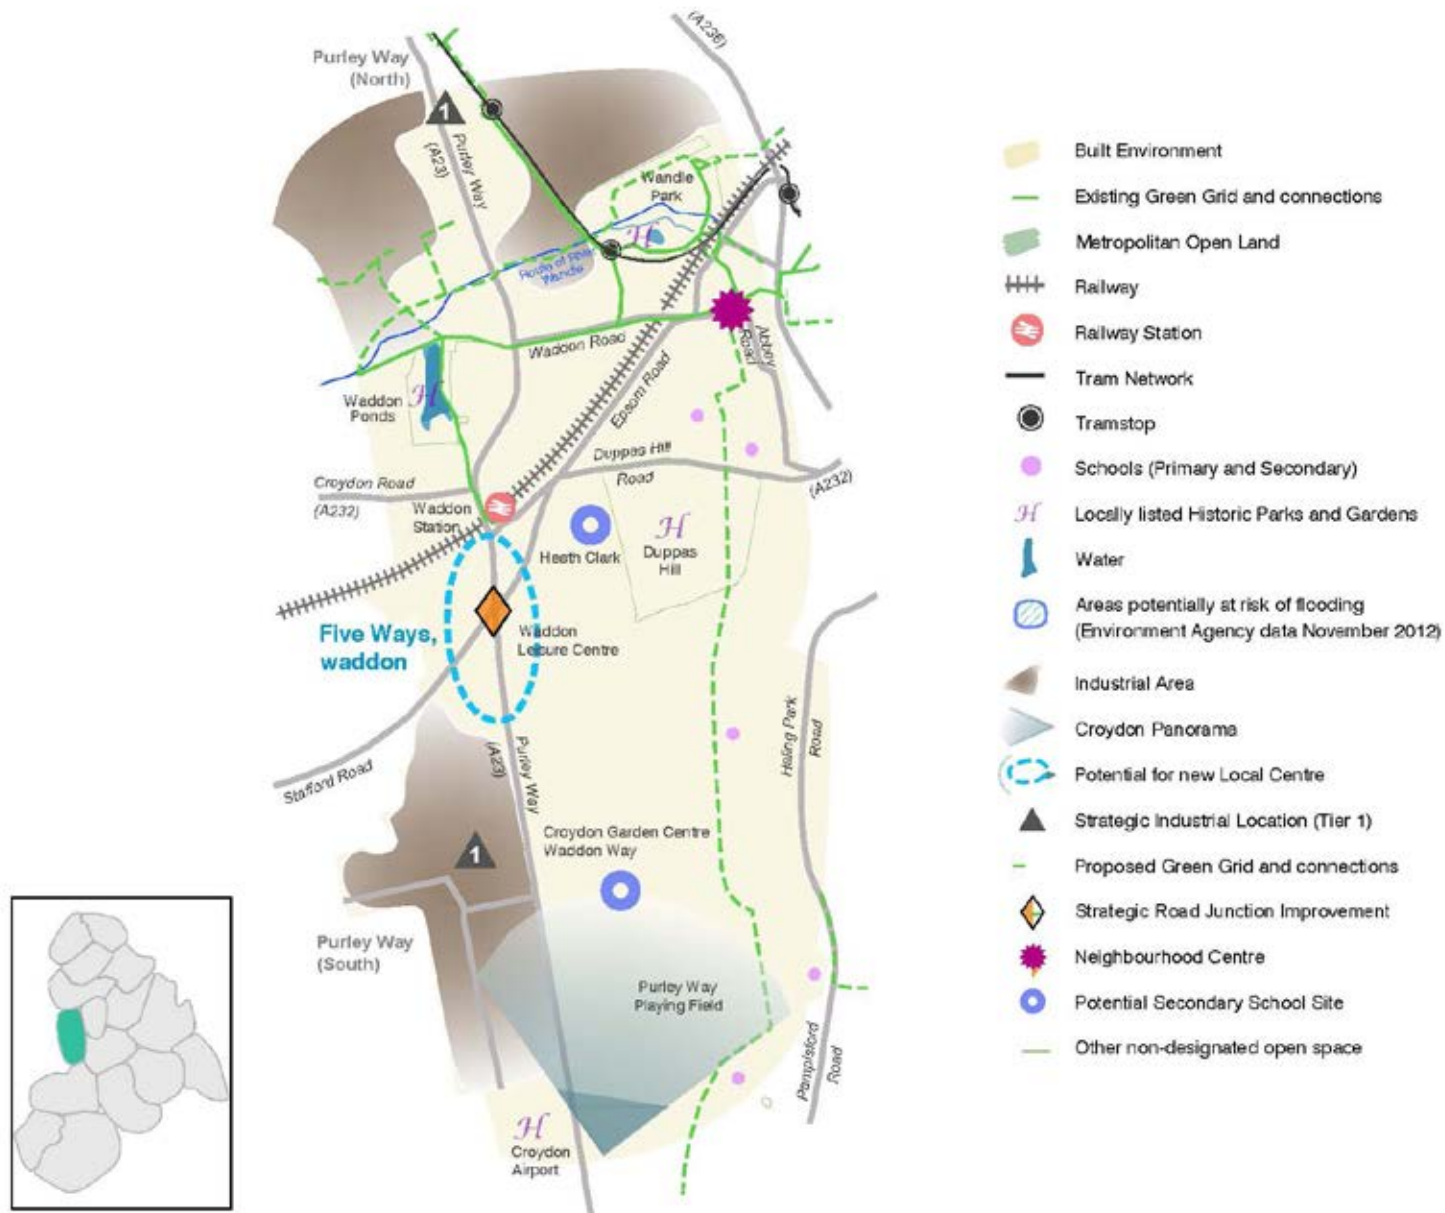 Purley Way
(North)
(A236)
1
Purley Way
(A23)
Wandle
Park
H
Route of River
Wandle
Waddon Road
Abbey
Road
Epsom Road
H
Waddon
Ponds
Duppas Hill
Road
Croydon Road
(A232)
(A232)
Waddon
Station
H
Heath Clark
Duppas
Hill
Five Ways,
waddon
Waddon
Leisure Centre
Stafford Road
(A23)
Purley Way
Haling Park
Road
1
Croydon Garden Centre
Waddon Way
Purley Way
(South)
Purley Way
Playing Field
Pampisford
Road
H
Croydon
Airport
Built Environment
Existing Green Grid and connections
Metropolitan Open Land
Railway
Railway Station
Tram Network
Tramstop
Schools (Primary and Secondary)
H Locally listed Historic Parks and Gardens
Water
Areas potentially at risk of flooding
(Environment Agency data November 2012)
Industrial Area
Croydon Panorama
Potential for new Local Centre
Strategic Industrial Location (Tier 1)
Proposed Green Grid and connections
Strategic Road Junction Improvement
Neighbourhood Centre
Potential Secondary School Site
Other non-designated open space